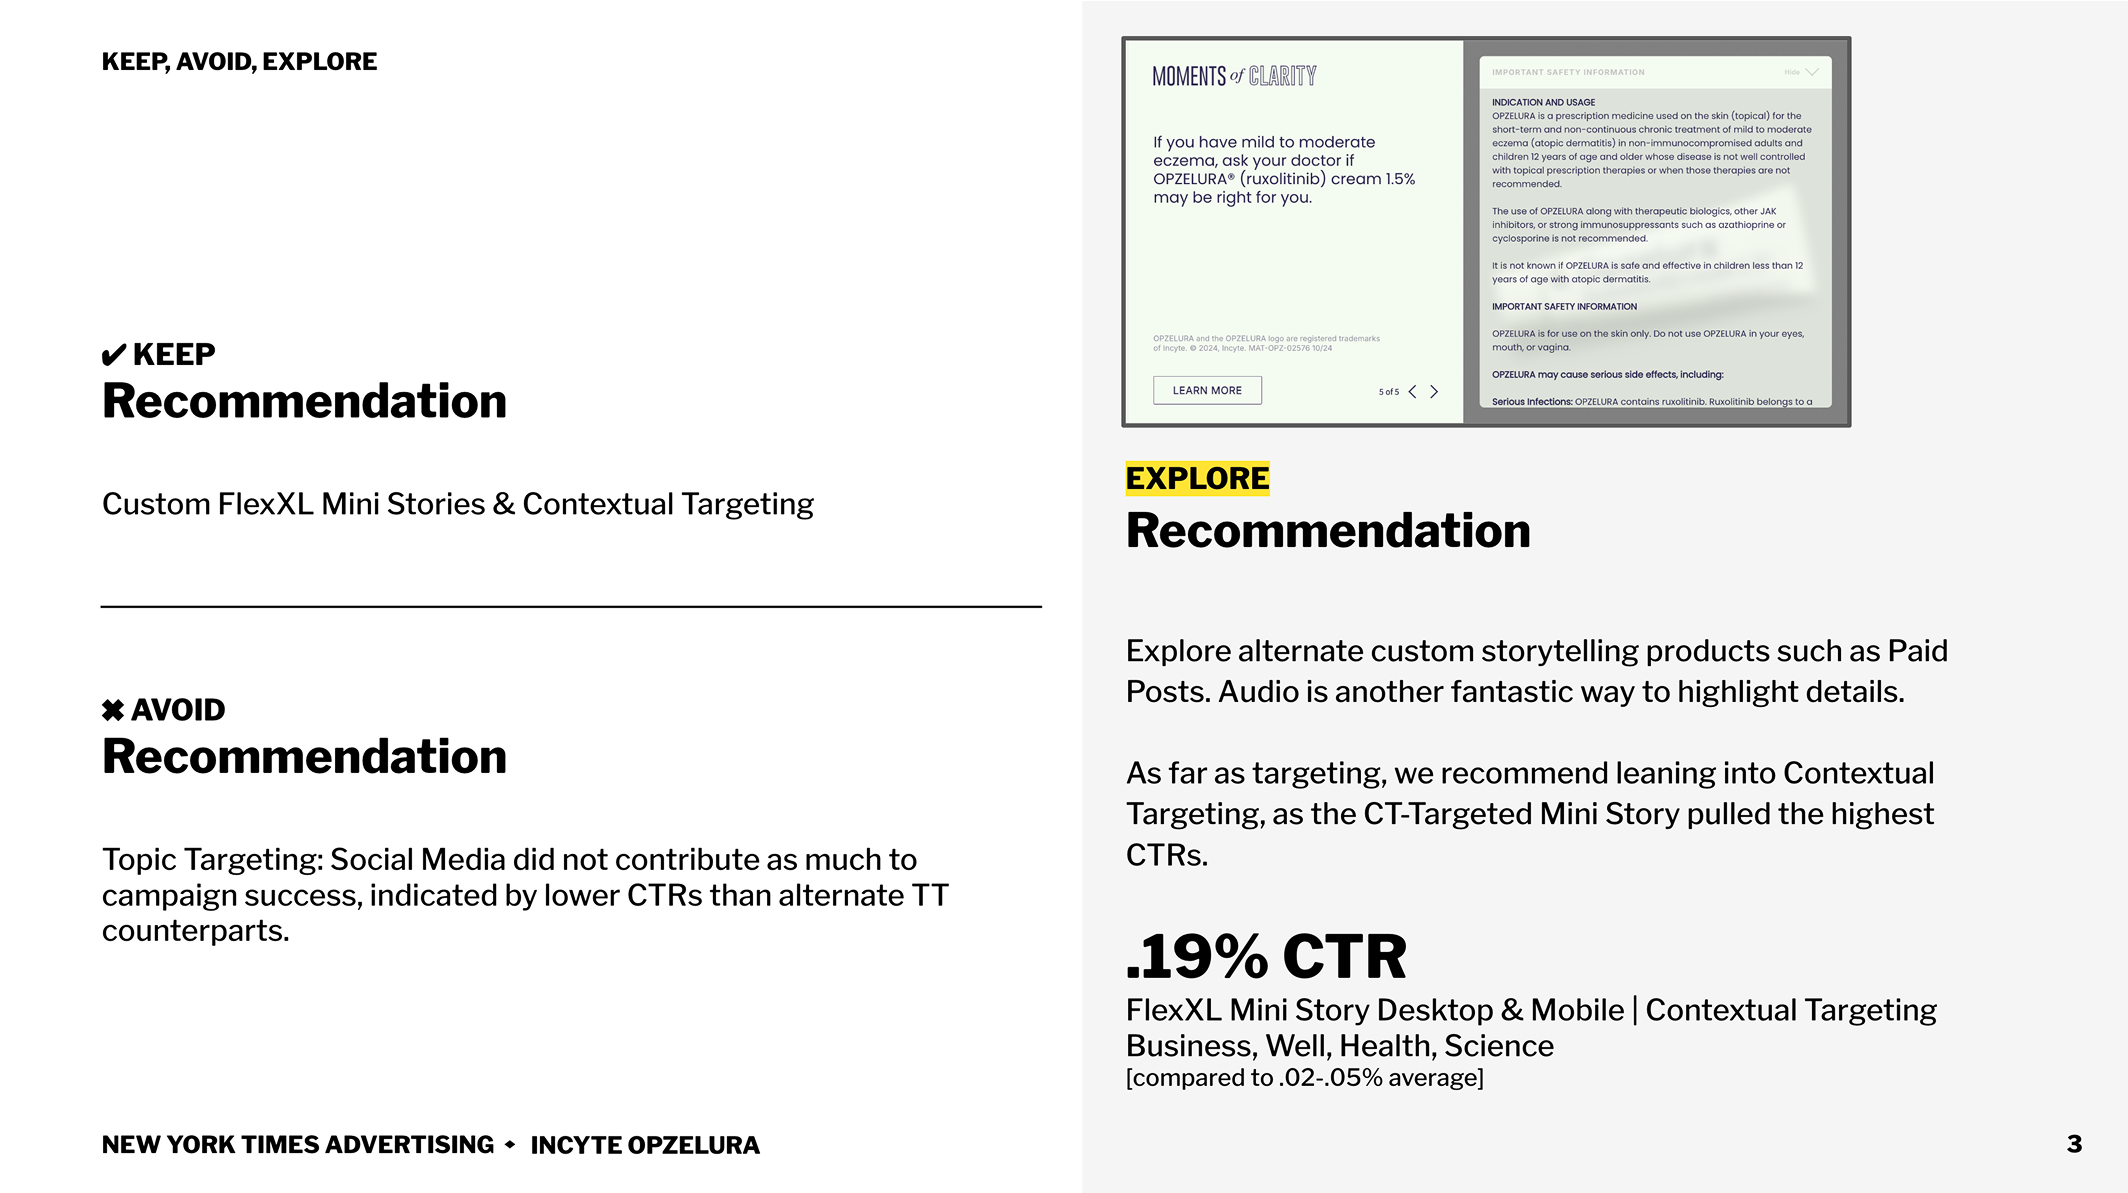 KEEP, AVOID, EXPLORE
✔ KEEP
Recommendation
Custom FlexXL Mini Stories & Contextual Targeting
✖ AVOID
Recommendation
Topic Targeting: Social Media did not contribute as much to
campaign success, indicated by lower CTRs than alternate TT
counterparts.
MOMENTS of CLARITY
If you have mild to moderate
eczema, ask your doctor if
OPZELURA® (ruxolitinib) cream 1.5%
may be right for you.
OPZELURA and the OPZELURA logo are registered trademarks
of Incyte. © 2024, Incyte. MAT-OPZ-02576 10/24
LEARN MORE
5 of 5
IMPORTANT SAFETY INFORMATION
Hide
INDICATION AND USAGE
OPZELURA is a prescription medicine used on the skin (topical) for the
short-term and non-continuous chronic treatment of mild to moderate
eczema (atopic dermatitis) in non-immunocompromised adults and
children 12 years of age and older whose disease is not well controlled
with topical prescription therapies or when those therapies are not
recommended.
The use of OPZELURA along with therapeutic biologics, other JAK
inhibitors, or strong immunosuppressants such as azathioprine or
cyclosporine is not recommended.
It is not known if OPZELURA is safe and effective in children less than 12
years of age with atopic dermatitis.
IMPORTANT SAFETY INFORMATION
OPZELURA is for use on the skin only. Do not use OPZELURA in your eyes,
mouth, or vagina.
OPZELURA may cause serious side effects, including:
Serious Infections: OPZELURA contains ruxolitinib. Ruxolitinib belongs to a
EXPLORE
Recommendation
Explore alternate custom storytelling products such as Paid
Posts. Audio is another fantastic way to highlight details.
As far as targeting, we recommend leaning into Contextual
Targeting, as the CT-Targeted Mini Story pulled the highest
CTRs.
.19% CTR
FlexXL Mini Story Desktop & Mobile | Contextual Targeting
Business, Well, Health, Science
[compared to .02-.05% average]
NEW YORK TIMES ADVERTISING ◆ INCYTE OPZELURA
3